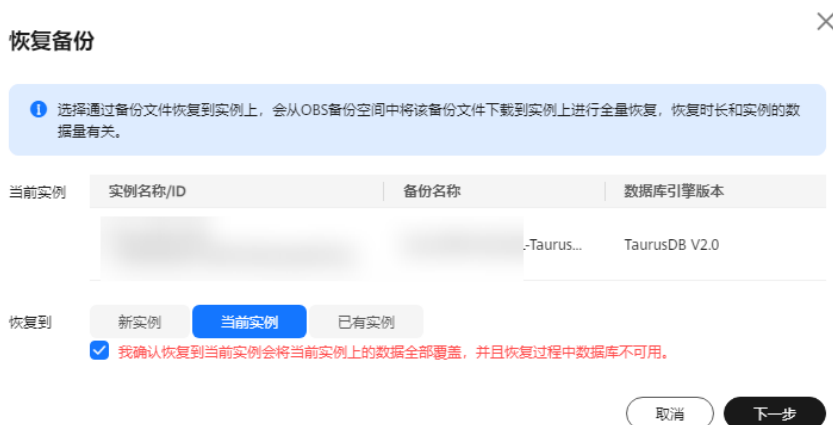 恢复备份
选择通过备份文件恢复到实例上，会从OBS备份空间中将该备份文件下载到实例上进行全量恢复，恢复时长和实例的数
据量有关。
当前实例 实例名称/ID 备份名称 数据库引擎版本
-Taurus... TaurusDB V2.0
恢复到 新实例 当前实例 已有实例
我确认恢复到当前实例会将当前实例上的数据全部覆盖，并且恢复过程中数据库不可用。
取消 下一步